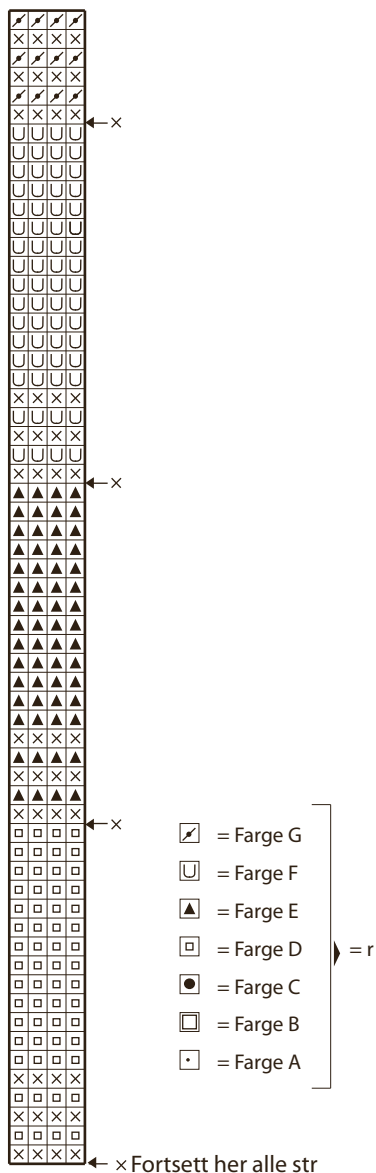 ×
×
×
= Farge G
= Farge F
= Farge E
= Farge D
= r
= Farge C
= Farge B
= Farge A
× Fortsett her alle str